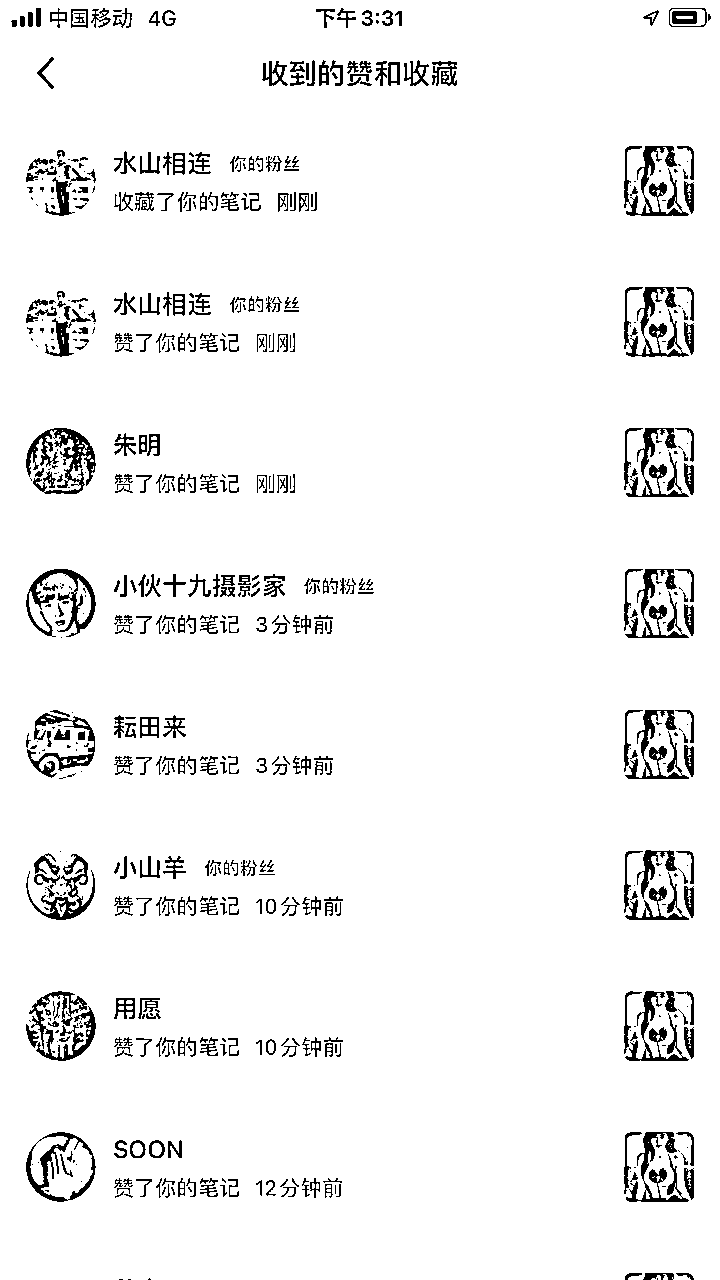 中国移动 4G 下午3:31
收到的赞和收藏
水山相连 你的粉丝
收藏了你的笔记 刚刚
水山相连 你的粉丝
赞了你的笔记 刚刚
朱明
赞了你的笔记 刚刚
小伙十九摄影家 你的粉丝
赞了你的笔记 3分钟前
耘田来
赞了你的笔记 3分钟前
小山羊 你的粉丝
赞了你的笔记 10分钟前
用愿
赞了你的笔记 10分钟前
SOON
赞了你的笔记 12分钟前